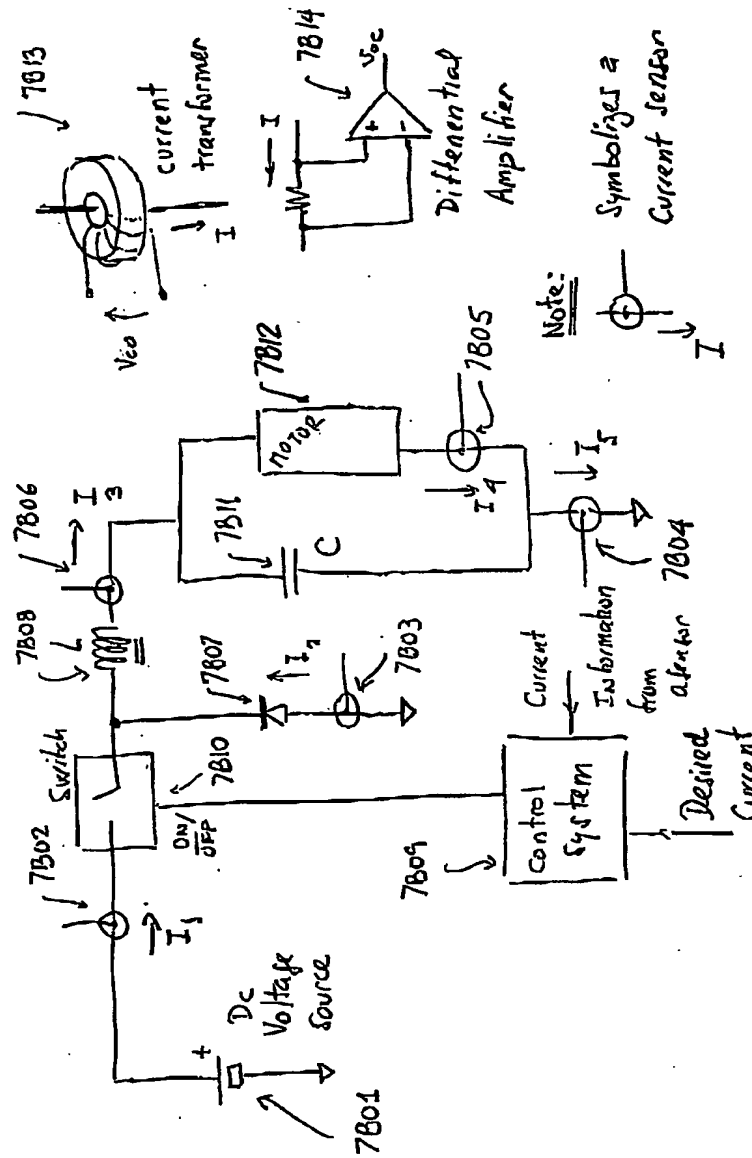 7B13
current
transformer
I
Vco
7B14
I
+
-
Voc
Differential
Amplifier
Note:
I
Symbolizes a
Current sensor
7B02
I1
Switch
7B10
ON/
OFF
7B08
L
7B06
I3
7B07
7B03
7B11
C
7B12
MOTOR
I4
7B05
I5
7B04
7B01
+
DC
Voltage
Source
7B09
Control
System
Current
Information
from
Desired
Current